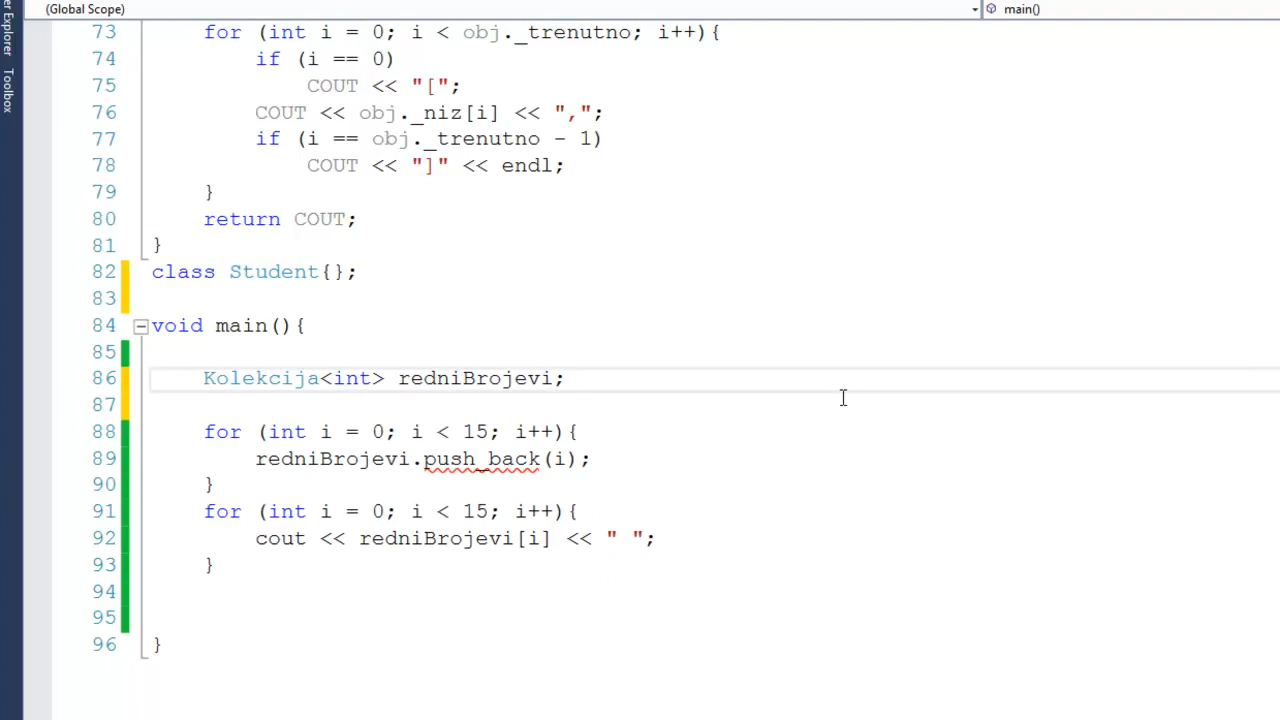 (Global Scope) main()
er Explorer
Toolbox
73 for (int i = 0; i < obj._trenutno; i++){
74 if (i == 0)
75 COUT << "[";
76 COUT << obj._niz[i] << ",";
77 if (i == obj._trenutno - 1)
78 COUT << "]" << endl;
79 }
80 return COUT;
81 }
82 class Student{};
83
84 void main(){
85
86 Kolekcija<int> redniBrojevi;
87
88 for (int i = 0; i < 15; i++){
89 redniBrojevi.push_back(i);
90 }
91 for (int i = 0; i < 15; i++){
92 cout << redniBrojevi[i] << " ";
93 }
94
95
96 }